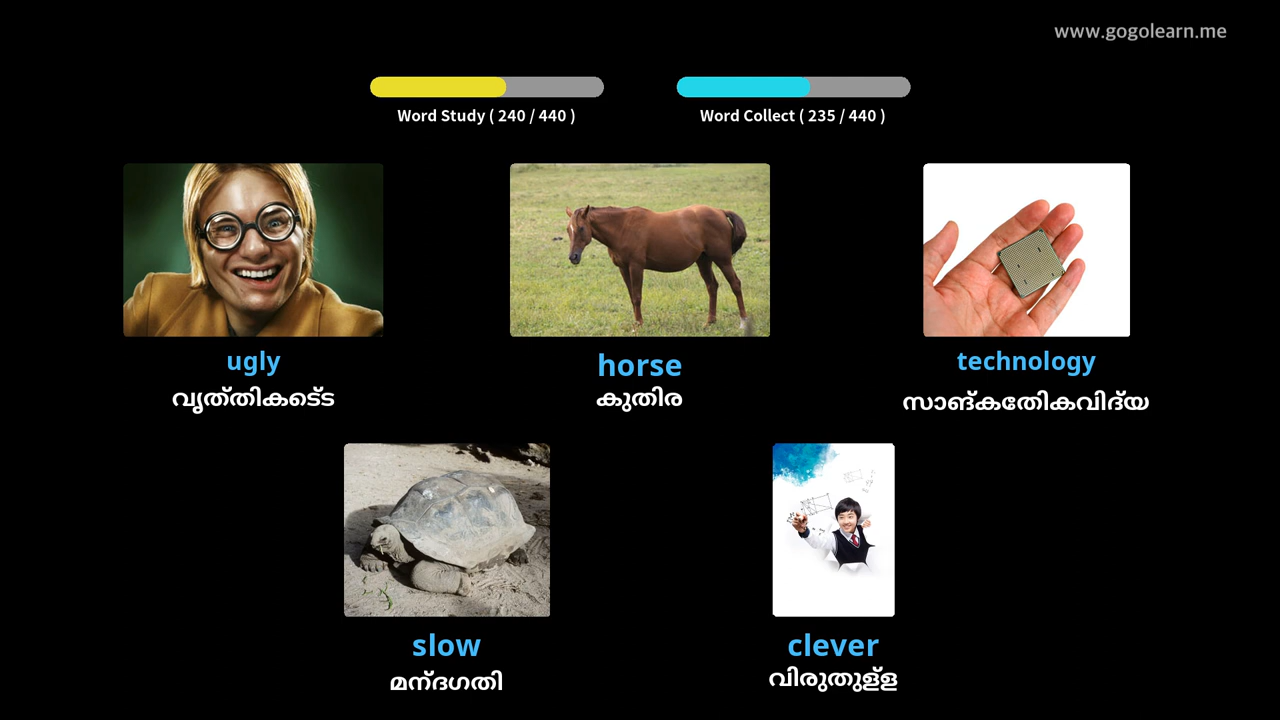 www.gogolearn.me
Word Study ( 240 / 440 )
Word Collect ( 235 / 440 )
ugly
horse
technology
വൃത്തികെട്ട
കുതിര
സാങ്കേതികവിദ്യ
slow
clever
മന്ദഗതി
വിരുതുള്ള